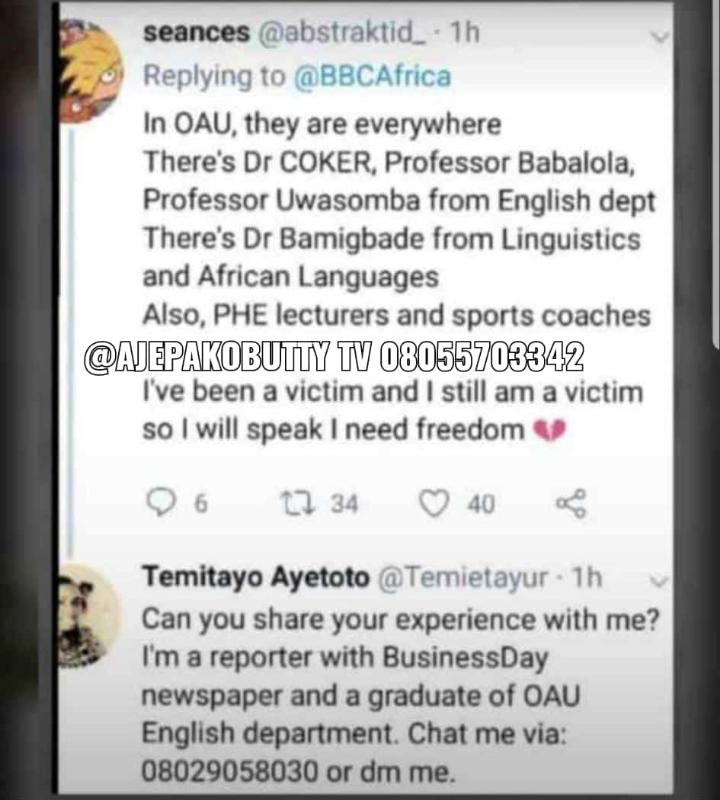 seances @abstraktid_ · 1h
Replying to @BBCAfrica
In OAU, they are everywhere
There's Dr COKER, Professor Babalola,
Professor Uwasomba from English dept
There's Dr Bamigbade from Linguistics
and African Languages
Also, PHE lecturers and sports coaches
@AJEPAKOBUTTY TV 08055703342
I've been a victim and I still am a victim
so I will speak I need freedom 💔
6 34 40
Temitayo Ayetoto @Temietayur · 1h
Can you share your experience with me?
I'm a reporter with BusinessDay
newspaper and a graduate of OAU
English department. Chat me via:
08029058030 or dm me.